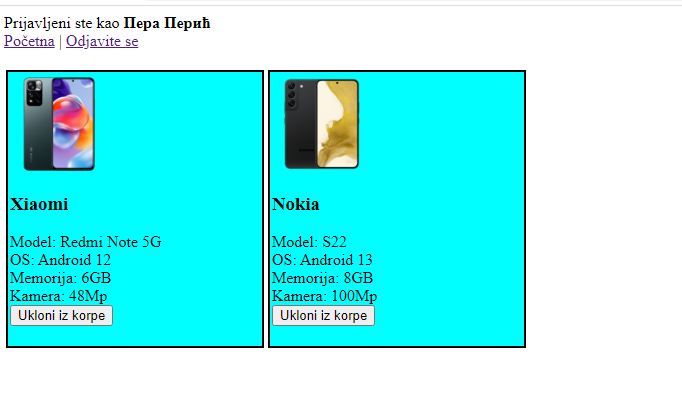 Prijavljeni ste kao Пера Перић
Početna | Odjavite se
Xiaomi
Model: Redmi Note 5G
OS: Android 12
Memorija: 6GB
Kamera: 48Mp
Ukloni iz korpe
Nokia
Model: S22
OS: Android 13
Memorija: 8GB
Kamera: 100Mp
Ukloni iz korpe